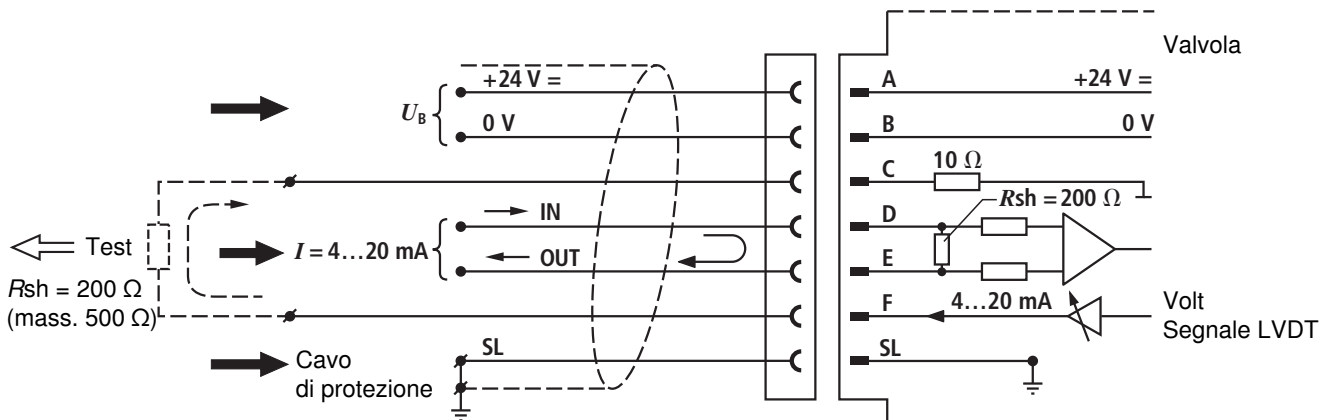 Valvola
+24 V =
A
+24 V =
U_B
0 V
B
0 V
C
10 Ω
Rsh = 200 Ω
IN
D
Test
I = 4…20 mA
OUT
E
Rsh = 200 Ω
(mass. 500 Ω)
F
4…20 mA
Volt
Segnale LVDT
Cavo
di protezione
SL
SL